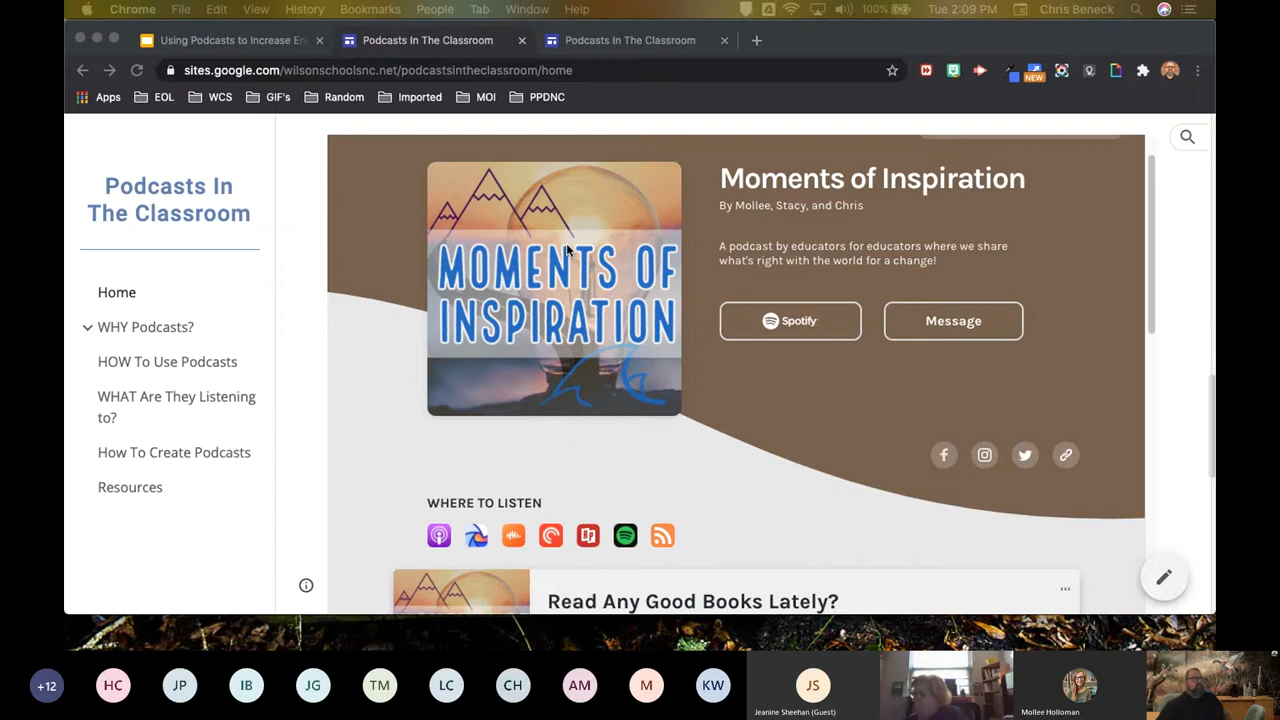 Chrome File Edit View History Bookmarks People Tab Window Help 100% Tue 2:09 PM Chris Beneck
Using Podcasts to Increase En
Podcasts In The Classroom
Podcasts In The Classroom
sites.google.com/wilsonschoolsnc.net/podcastsintheclassroom/home
NEW
Apps EOL WCS GIF's Random Imported MOI PPDNC
Podcasts In
The Classroom
Home
WHY Podcasts?
HOW To Use Podcasts
WHAT Are They Listening
to?
How To Create Podcasts
Resources
MOMENTS OF
INSPIRATION
Moments of Inspiration
By Mollee, Stacy, and Chris
A podcast by educators for educators where we share
what's right with the world for a change!
Spotify
Message
WHERE TO LISTEN
Read Any Good Books Lately?
+12 HC JP IB JG TM LC CH AM M KW JS
Jeanine Sheehan (Guest)
Mollee Holloman